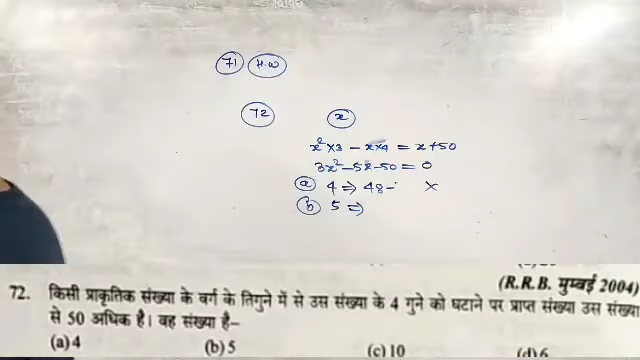 71 H.W
72 x
x² × 3 - x × 4 = x + 50
3x² - 5x - 50 = 0
(a) 4 ⇒ 48 - ×
(b) 5 ⇒
(R.R.B. मुम्बई 2004)
72. किसी प्राकृतिक संख्या के वर्ग के तिगुने में से उस संख्या के 4 गुने को घटाने पर प्राप्त संख्या उस संख्या
से 50 अधिक है। वह संख्या है–
(a) 4 (b) 5 (c) 10 (d) 6